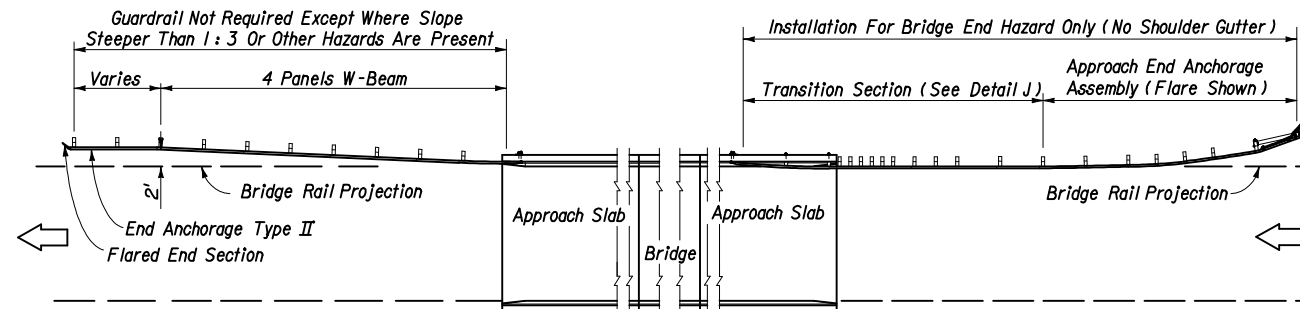 Guardrail Not Required Except Where Slope
Steeper Than 1:3 Or Other Hazards Are Present
Installation For Bridge End Hazard Only (No Shoulder Gutter)
Varies
4 Panels W-Beam
Transition Section (See Detail J)
Approach End Anchorage
Assembly (Flare Shown)
2'
Bridge Rail Projection
Bridge Rail Projection
End Anchorage Type II
Flared End Section
Approach Slab
Bridge
Approach Slab